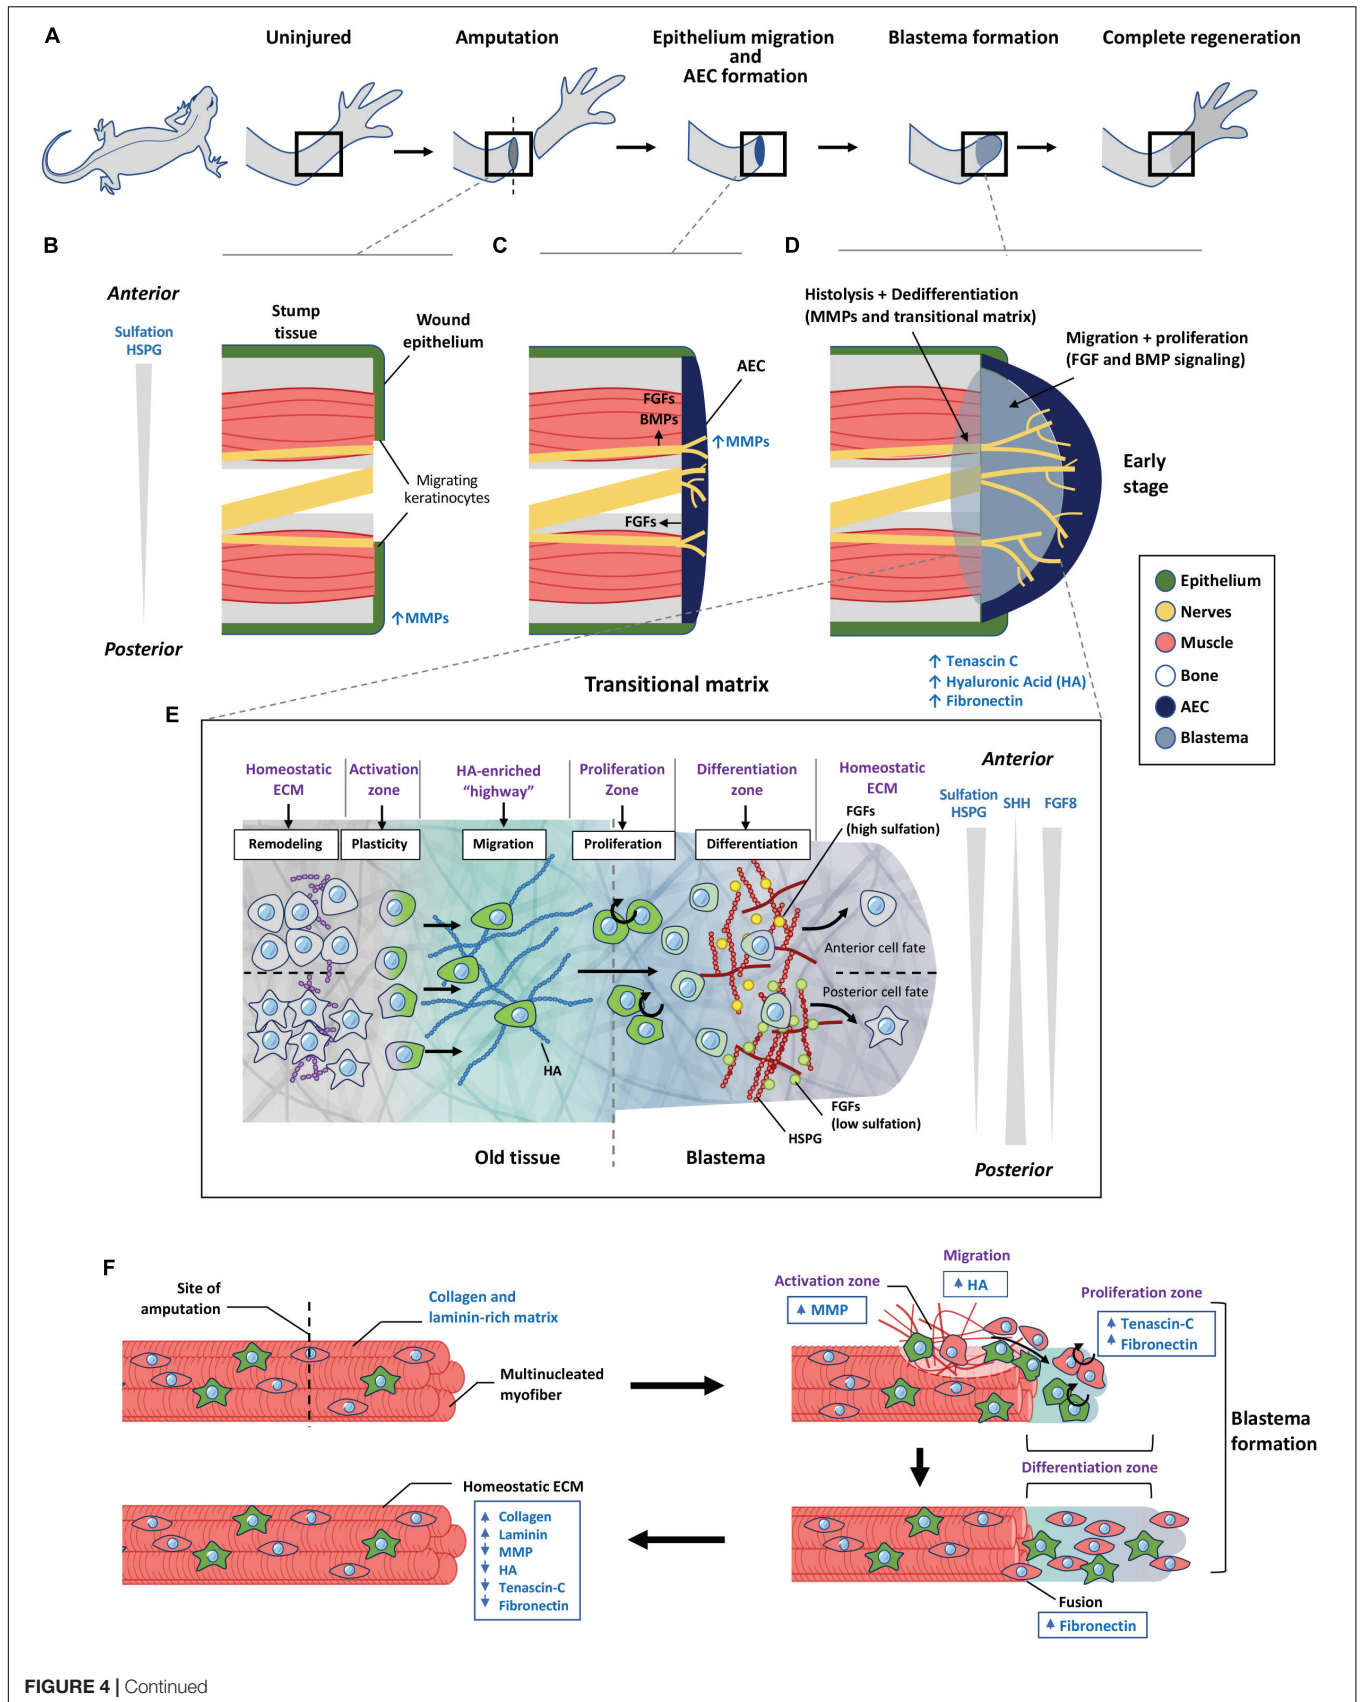 A
Uninjured
Amputation
Epithelium migration
and
AEC formation
Blastema formation
Complete regeneration
B
C
D
Anterior
Sulfation
HSPG
Posterior
Stump
tissue
Wound
epithelium
Migrating
keratinocytes
↑MMPs
FGFs
BMPs
AEC
↑MMPs
FGFs
Histolysis + Dedifferentiation
(MMPs and transitional matrix)
Migration + proliferation
(FGF and BMP signaling)
Early
stage
↑ Tenascin C
↑ Hyaluronic Acid (HA)
↑ Fibronectin
Epithelium
Nerves
Muscle
Bone
AEC
Blastema
Transitional matrix
E
Homeostatic
ECM
Activation
zone
HA-enriched
“highway”
Proliferation
Zone
Differentiation
zone
Homeostatic
ECM
Remodeling
Plasticity
Migration
Proliferation
Differentiation
FGFs
(high sulfation)
Anterior cell fate
Posterior cell fate
HA
FGFs
(low sulfation)
HSPG
Old tissue
Blastema
Anterior
Sulfation
HSPG
SHH
FGF8
Posterior
F
Site of
amputation
Collagen and
laminin-rich matrix
Multinucleated
myofiber
Activation zone
↑ MMP
Migration
↑ HA
Proliferation zone
↑ Tenascin-C
↑ Fibronectin
Blastema
formation
Differentiation zone
Fusion
↑ Fibronectin
Homeostatic ECM
↑ Collagen
↑ Laminin
↓ MMP
↓ HA
↓ Tenascin-C
↓ Fibronectin
FIGURE 4 | Continued